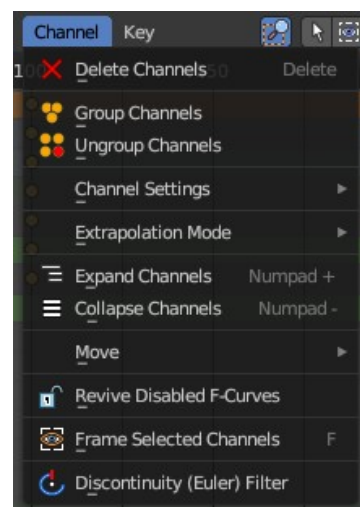 Channel Key
Delete Channels Delete
Group Channels
Ungroup Channels
Channel Settings
Extrapolation Mode
Expand Channels Numpad +
Collapse Channels Numpad -
Move
Revive Disabled F-Curves
Frame Selected Channels F
Discontinuity (Euler) Filter